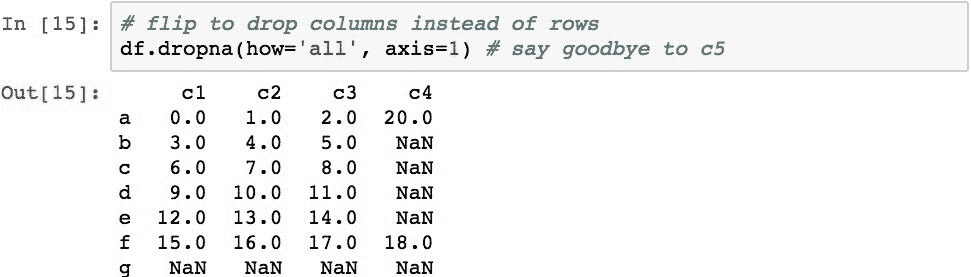 In [15]: # flip to drop columns instead of rows
df.dropna(how='all', axis=1) # say goodbye to c5
Out[15]: c1 c2 c3 c4
a 0.0 1.0 2.0 20.0
b 3.0 4.0 5.0 NaN
c 6.0 7.0 8.0 NaN
d 9.0 10.0 11.0 NaN
e 12.0 13.0 14.0 NaN
f 15.0 16.0 17.0 18.0
g NaN NaN NaN NaN